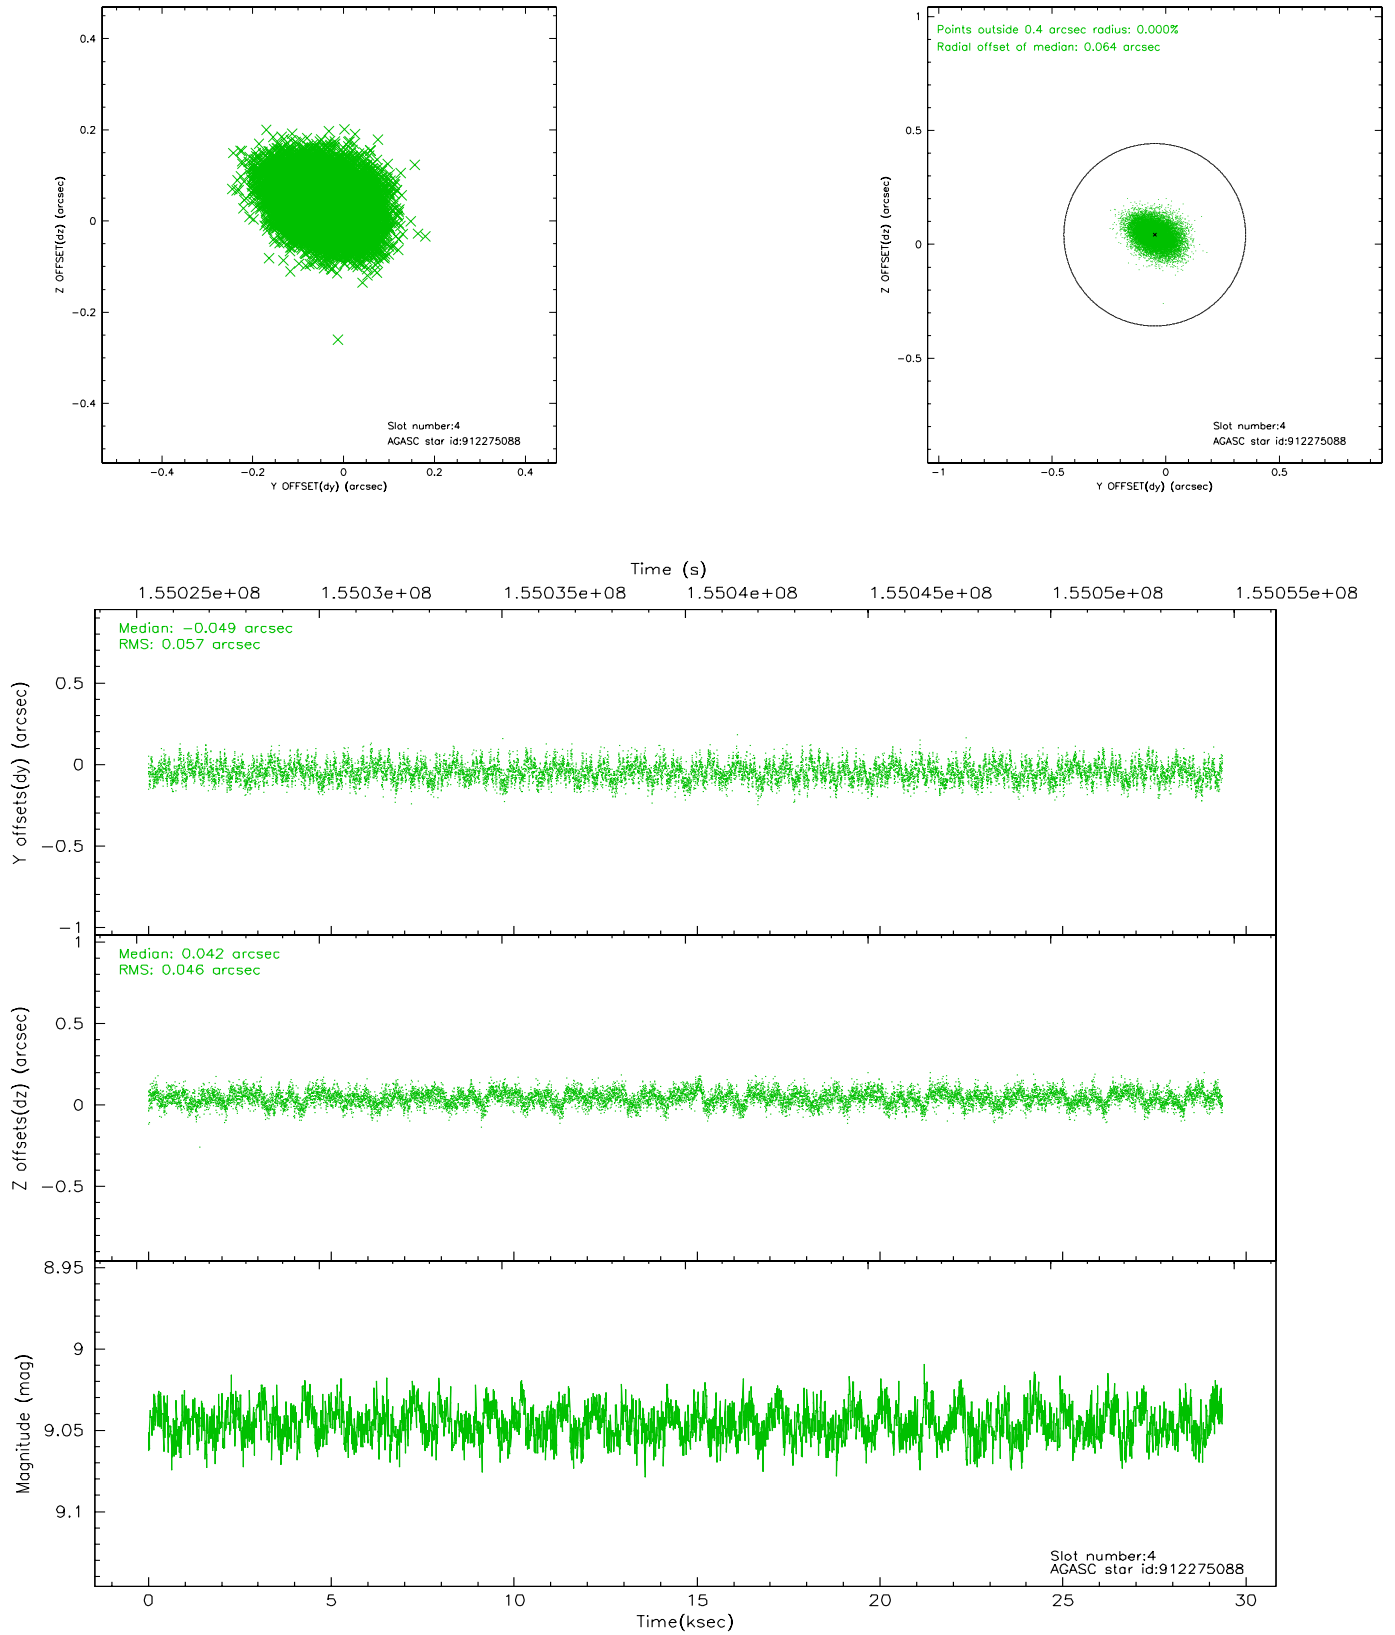 0.4
0.2
0
−0.2
−0.4
Z OFFSET(dz) (arcsec)
Slot number:4
AGASC star id:912275088
−0.4 −0.2 0 0.2 0.4
Y OFFSET(dy) (arcsec)
Points outside 0.4 arcsec radius: 0.000%
Radial offset of median: 0.064 arcsec
1
0.5
0
−0.5
Z OFFSET(dz) (arcsec)
Slot number:4
AGASC star id:912275088
−1 −0.5 0 0.5
Y OFFSET(dy) (arcsec)
Time (s)
1.55025e+08 1.5503e+08 1.55035e+08 1.5504e+08 1.55045e+08 1.5505e+08 1.55055e+08
Median: −0.049 arcsec
RMS: 0.057 arcsec
0.5
0
−0.5
−1
Y offsets(dy) (arcsec)
Median: 0.042 arcsec
RMS: 0.046 arcsec
1
0.5
0
−0.5
Z offsets(dz) (arcsec)
8.95
9
9.05
9.1
Magnitude (mag)
Slot number:4
AGASC star id:912275088
0 5 10 15 20 25 30
Time(ksec)